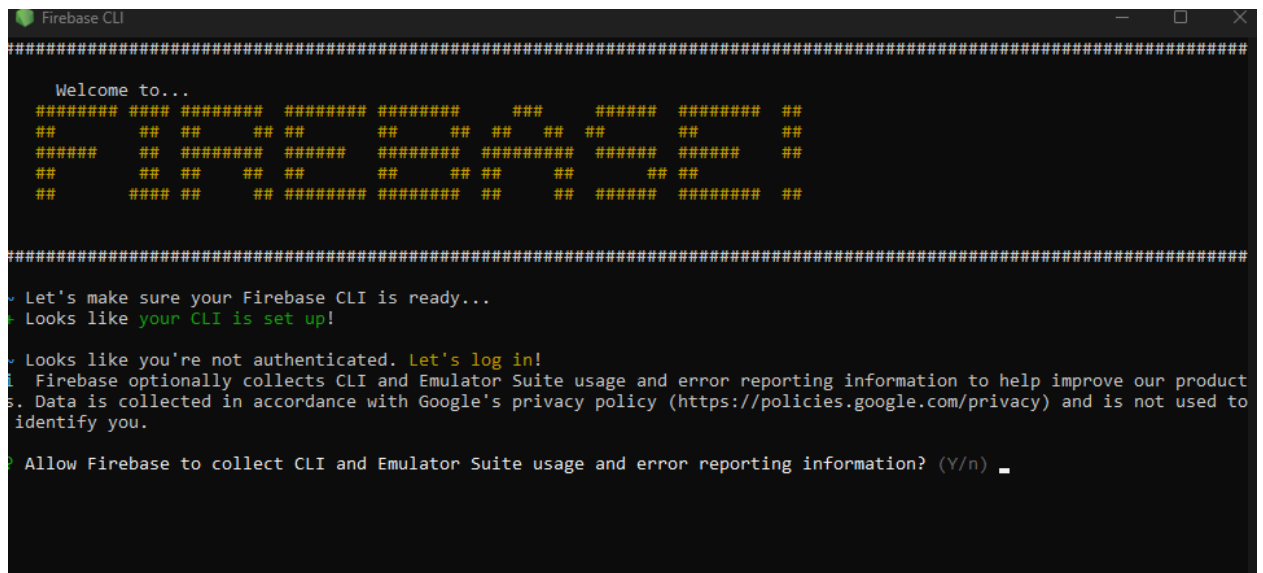 Firebase CLI
########################################################################################################################
Welcome to...
######## #### ######## ######## ######## ### ###### ######## ##
## ## ## ## ## ## ## ## ## ## ## ##
###### ## ######## ###### ######## ######### ###### ###### ##
## ## ## ## ## ## ## ## ## ## ##
## #### ## ## ######## ######## ## ## ###### ######## ##
########################################################################################################################
~ Let's make sure your Firebase CLI is ready...
+ Looks like your CLI is set up!
~ Looks like you're not authenticated. Let's log in!
i Firebase optionally collects CLI and Emulator Suite usage and error reporting information to help improve our product
s. Data is collected in accordance with Google's privacy policy (https://policies.google.com/privacy) and is not used to
identify you.
? Allow Firebase to collect CLI and Emulator Suite usage and error reporting information? (Y/n)